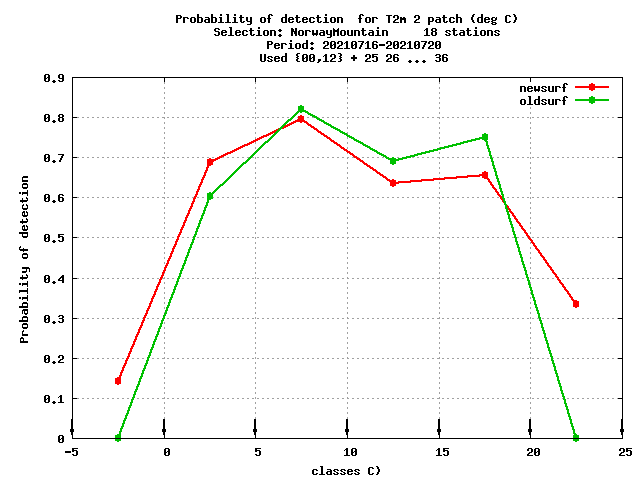 Probability of detection  for T2m 2 patch (deg C)
Selection: NorwayMountain     18 stations
Period: 20210716-20210720
Used {00,12} + 25 26 ... 36
newsurf
oldsurf
Probability of detection
0.9
0.8
0.7
0.6
0.5
0.4
0.3
0.2
0.1
0
-5
0
5
10
15
20
25
classes C)